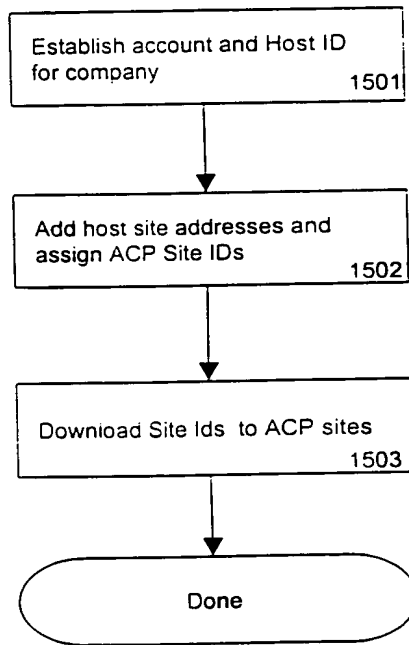 Establish account and Host ID
for company
1501
Add host site addresses and
assign ACP Site IDs
1502
Download Site Ids to ACP sites
1503
Done